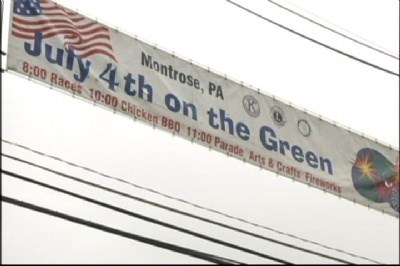 Montrose, PA
July 4th on the Green
8:00 Races 10:00 Chicken BBQ 11:00 Parade Arts & Crafts Fireworks